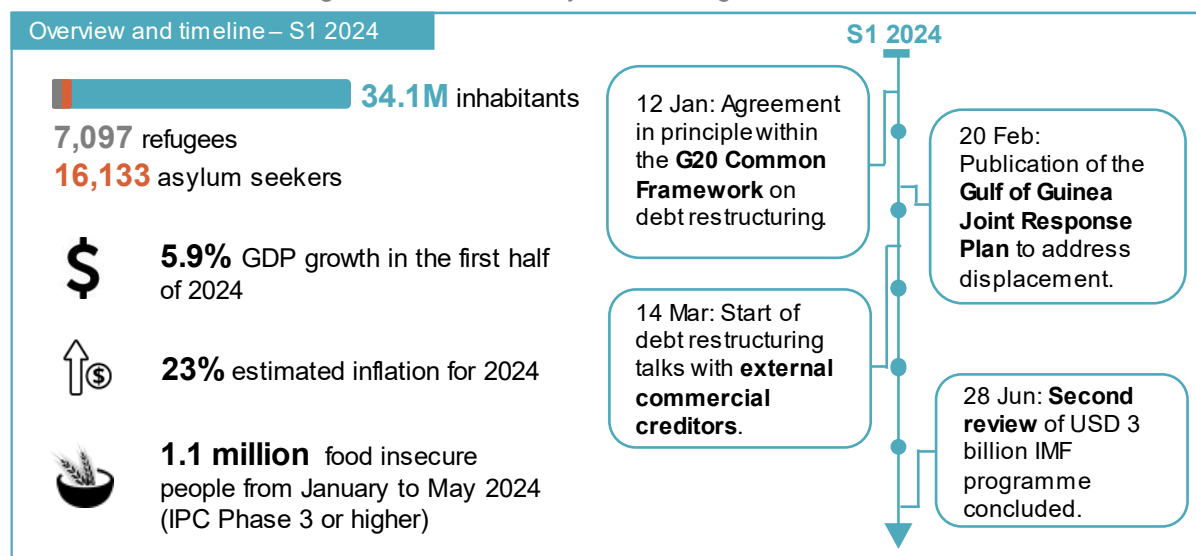 Overview and timeline – S1 2024
34.1M inhabitants
7,097 refugees
16,133 asylum seekers
5.9% GDP growth in the first half
of 2024
23% estimated inflation for 2024
1.1 million food insecure
people from January to May 2024
(IPC Phase 3 or higher)
S1 2024
12 Jan: Agreement
in principle within
the G20 Common
Framework on
debt restructuring.
20 Feb:
Publication of the
Gulf of Guinea
Joint Response
Plan to address
displacement.
14 Mar: Start of
debt restructuring
talks with external
commercial
creditors.
28 Jun: Second
review of USD 3
billion IMF
programme
concluded.